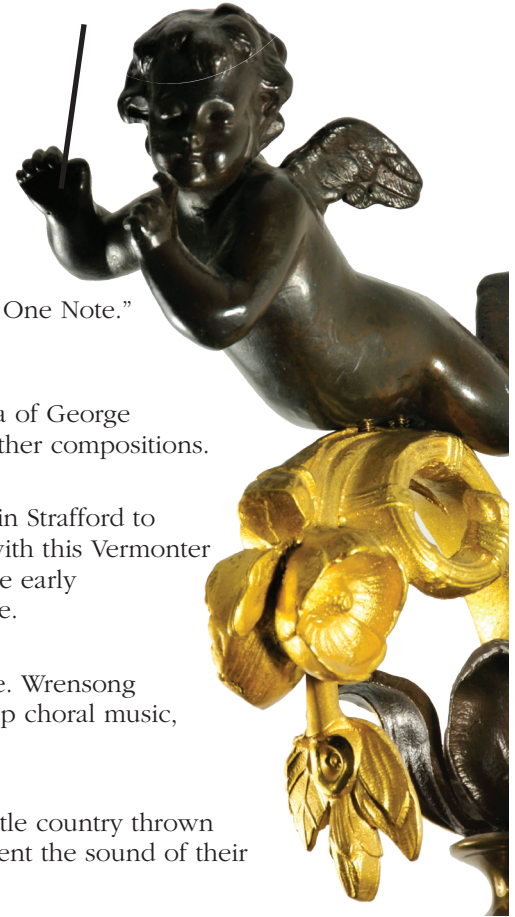 One Note.”
a of George
ther compositions.
in Strafford to
with this Vermonter
e early
e.
e. Wrensong
p choral music,
tle country thrown
ent the sound of their